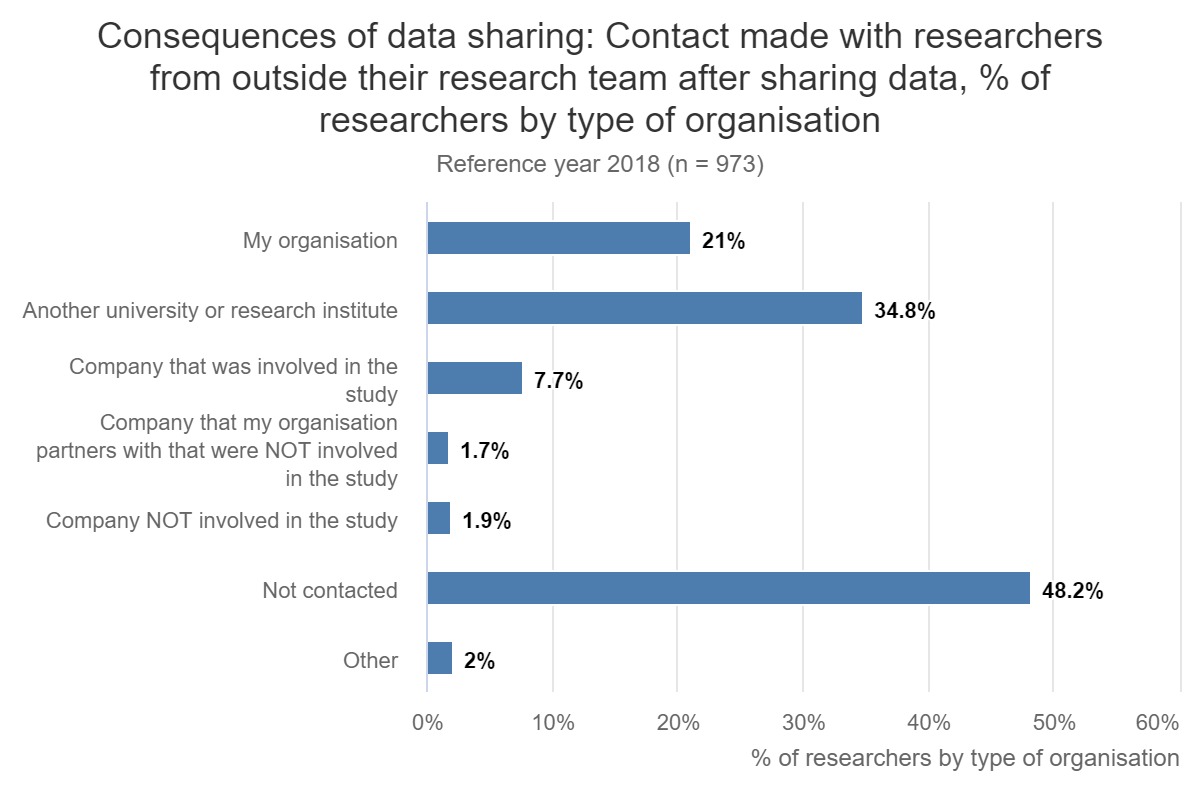 Consequences of data sharing: Contact made with researchers
from outside their research team after sharing data, % of
researchers by type of organisation
Reference year 2018 (n = 973)
My organisation
21%
Another university or research institute
34.8%
Company that was involved in the
study
7.7%
Company that my organisation
partners with that were NOT involved
in the study
1.7%
Company NOT involved in the study
1.9%
Not contacted
48.2%
Other
2%
0% 10% 20% 30% 40% 50% 60%
% of researchers by type of organisation